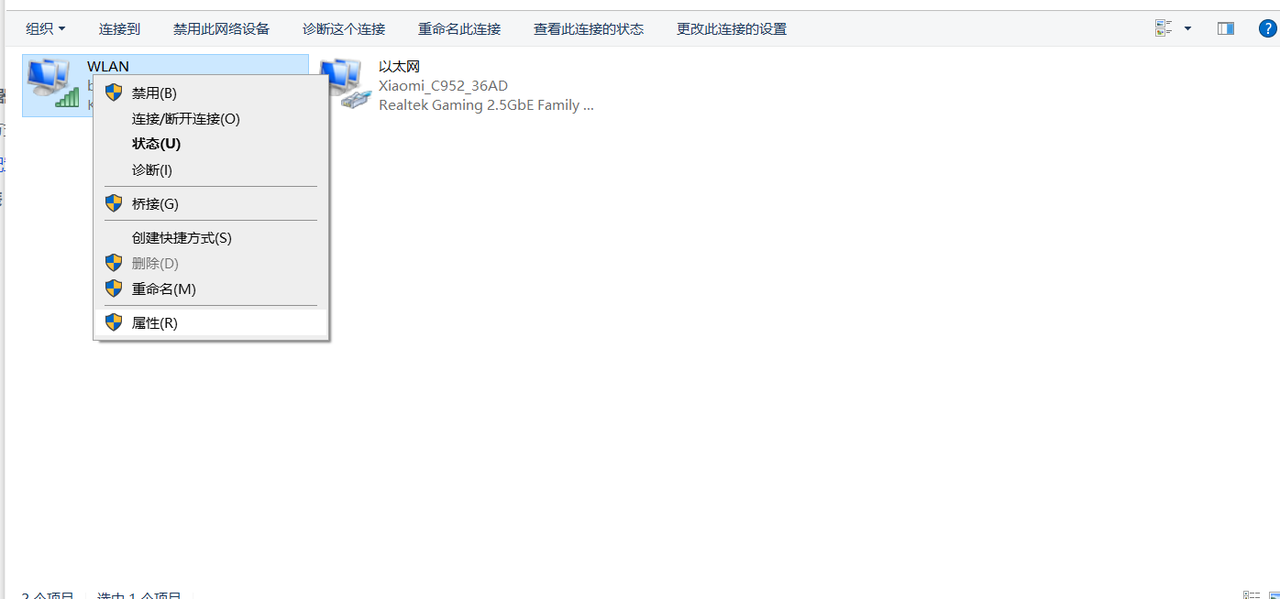 组织 连接到 禁用此网络设备 诊断这个连接 重命名此连接 查看此连接的状态 更改此连接的设置
WLAN
禁用(B)
连接/断开连接(O)
状态(U)
诊断(I)
桥接(G)
创建快捷方式(S)
删除(D)
重命名(M)
属性(R)
以太网
Xiaomi_C952_36AD
Realtek Gaming 2.5GbE Family ...
2 个项目 选中 1 个项目